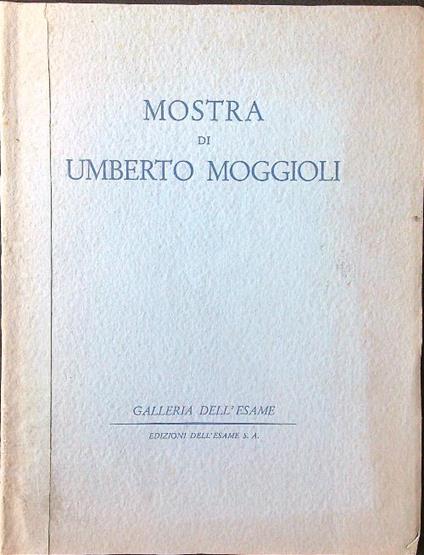 MOSTRA
DI
UMBERTO MOGGIOLI
GALLERIA DELL'ESAME
EDIZIONI DELL'ESAME S. A.